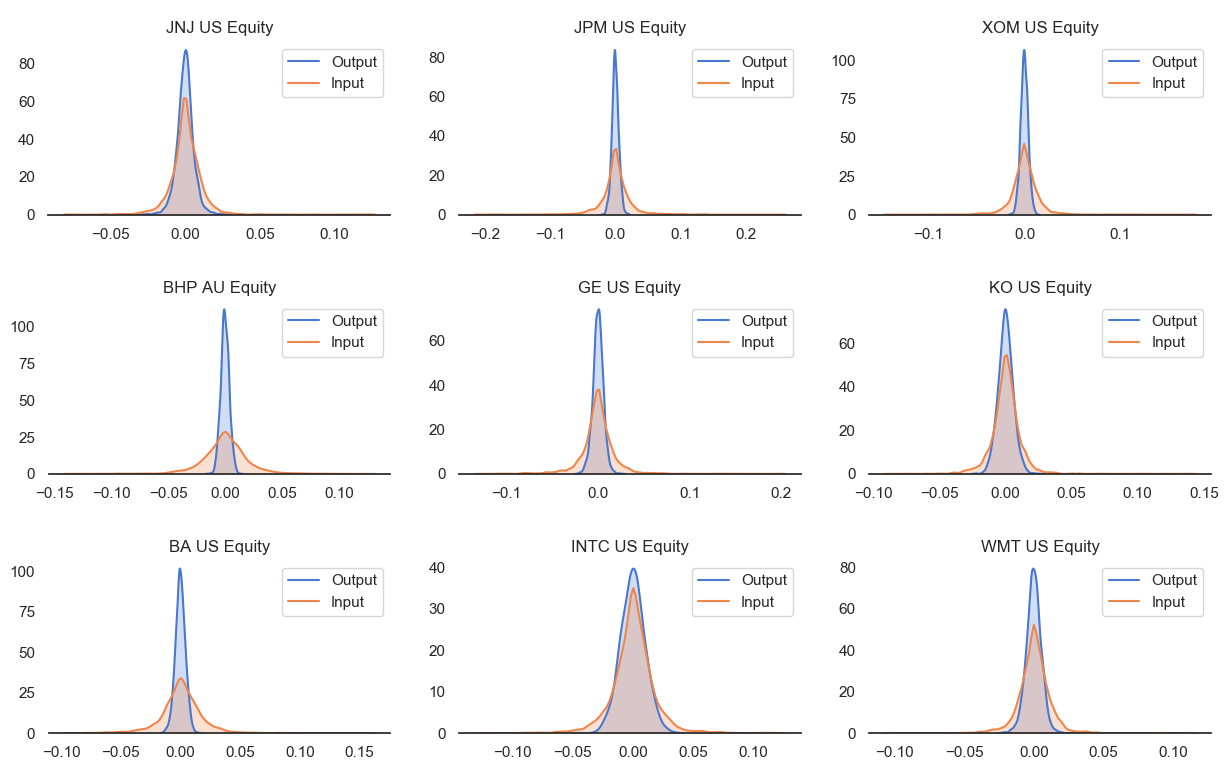 JNJ US Equity
80
60
40
20
0
−0.05 0.00 0.05 0.10
Output
Input
JPM US Equity
80
60
40
20
0
−0.2 −0.1 0.0 0.1 0.2
Output
Input
XOM US Equity
100
75
50
25
0
−0.1 0.0 0.1
Output
Input
BHP AU Equity
100
75
50
25
0
−0.15 −0.10 −0.05 0.00 0.05 0.10
Output
Input
GE US Equity
60
40
20
0
−0.1 0.0 0.1 0.2
Output
Input
KO US Equity
60
40
20
0
−0.10 −0.05 0.00 0.05 0.10 0.15
Output
Input
BA US Equity
100
75
50
25
0
−0.10 −0.05 0.00 0.05 0.10 0.15
Output
Input
INTC US Equity
40
30
20
10
0
−0.10 −0.05 0.00 0.05 0.10
Output
Input
WMT US Equity
80
60
40
20
0
−0.10 −0.05 0.00 0.05 0.10
Output
Input